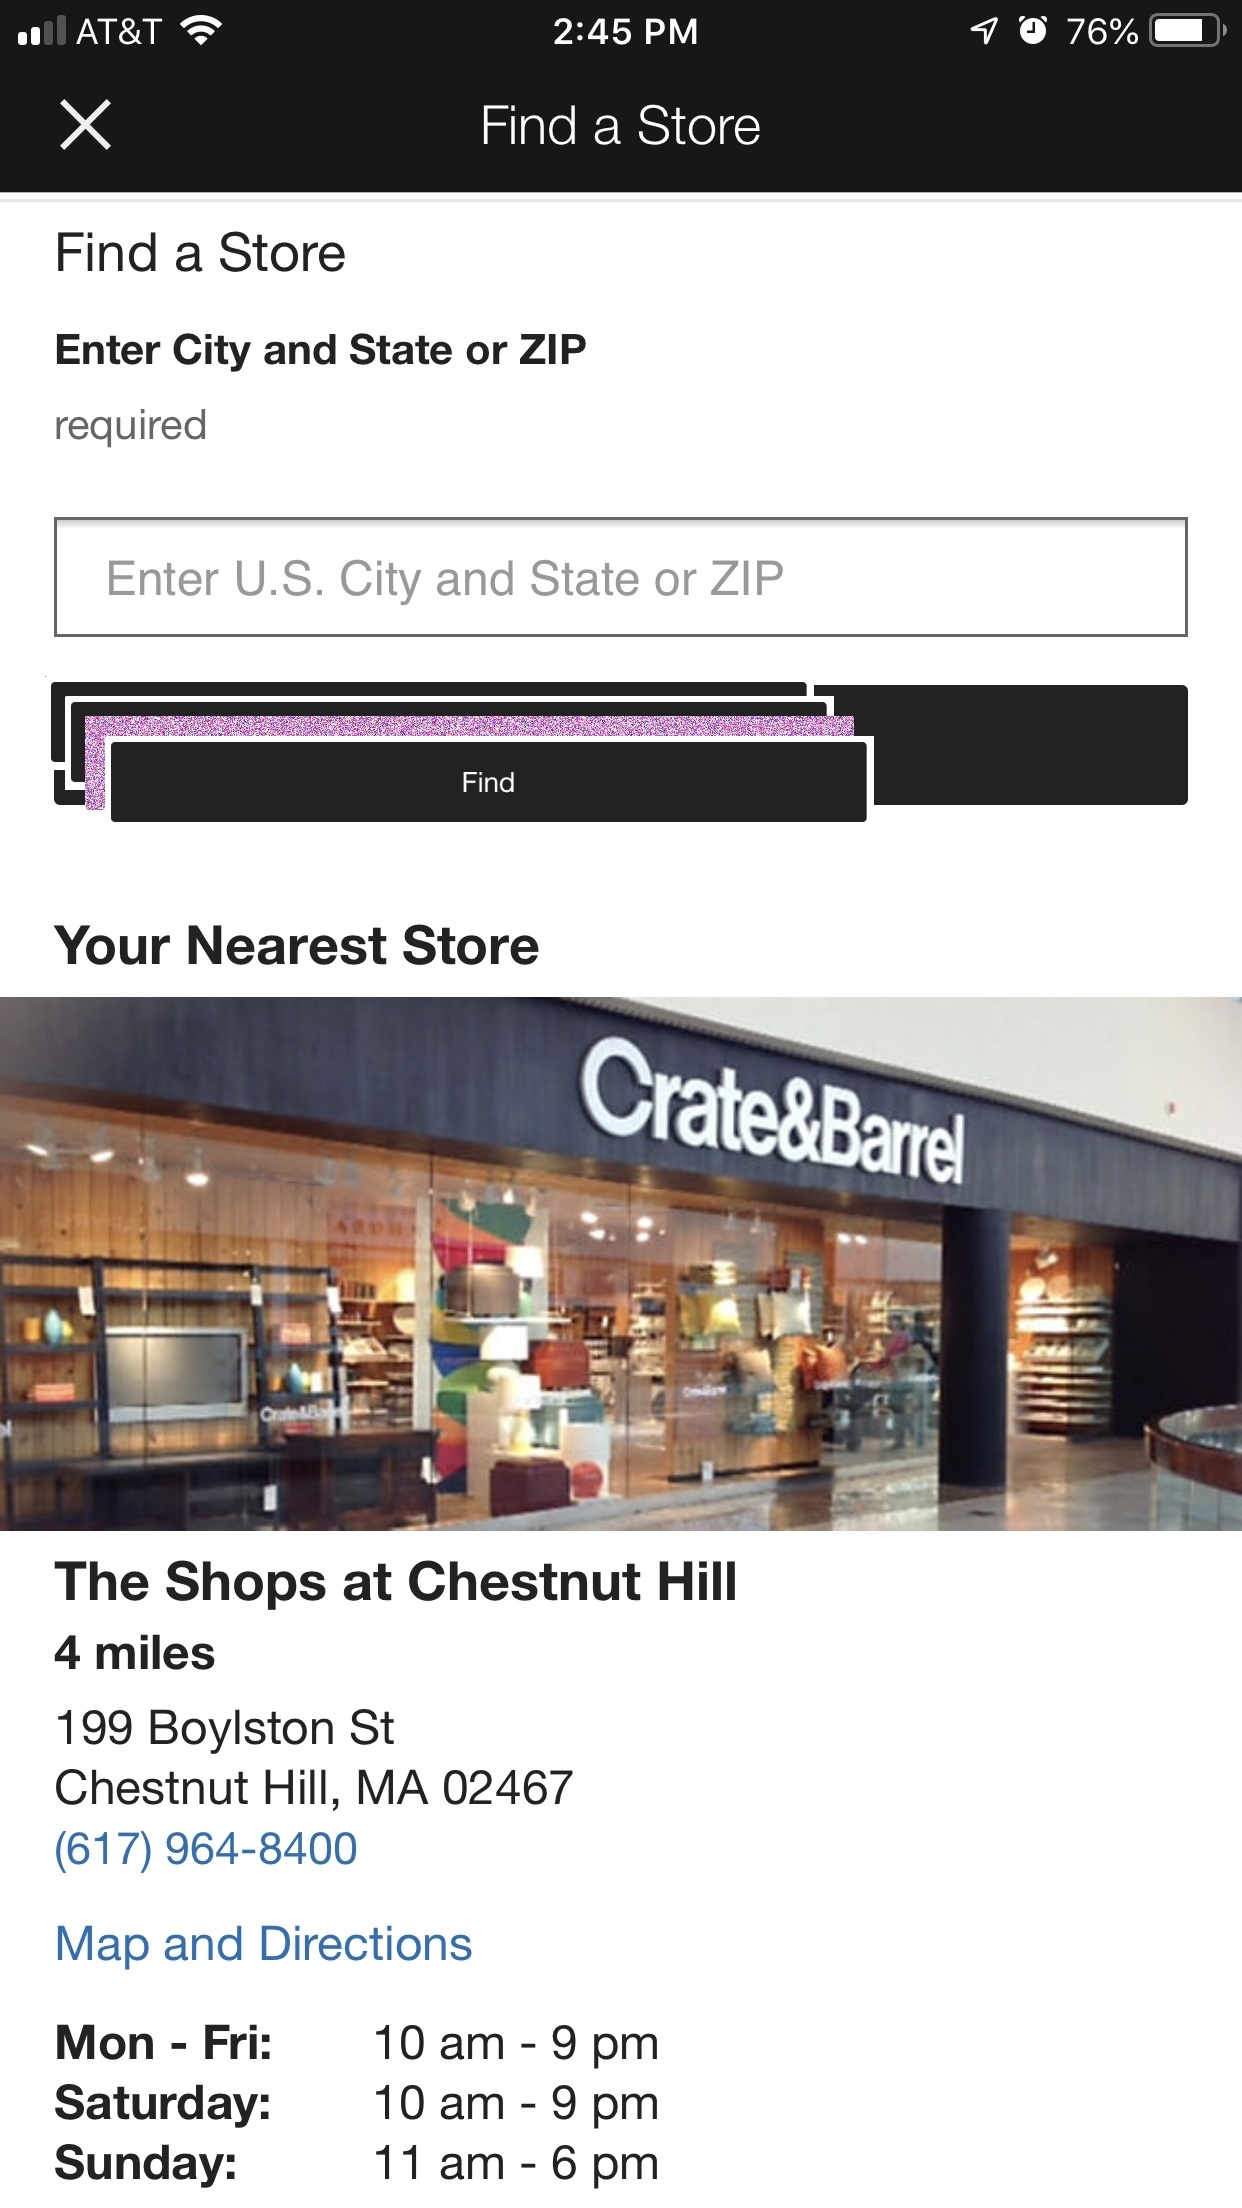 AT&T 2:45 PM 76%
Find a Store
Find a Store
Enter City and State or ZIP
required
Enter U.S. City and State or ZIP
Find
Your Nearest Store
Crate&Barrel
Crate&Barrel
The Shops at Chestnut Hill
4 miles
199 Boylston St
Chestnut Hill, MA 02467
(617) 964-8400
Map and Directions
Mon - Fri: 10 am - 9 pm
Saturday: 10 am - 9 pm
Sunday: 11 am - 6 pm